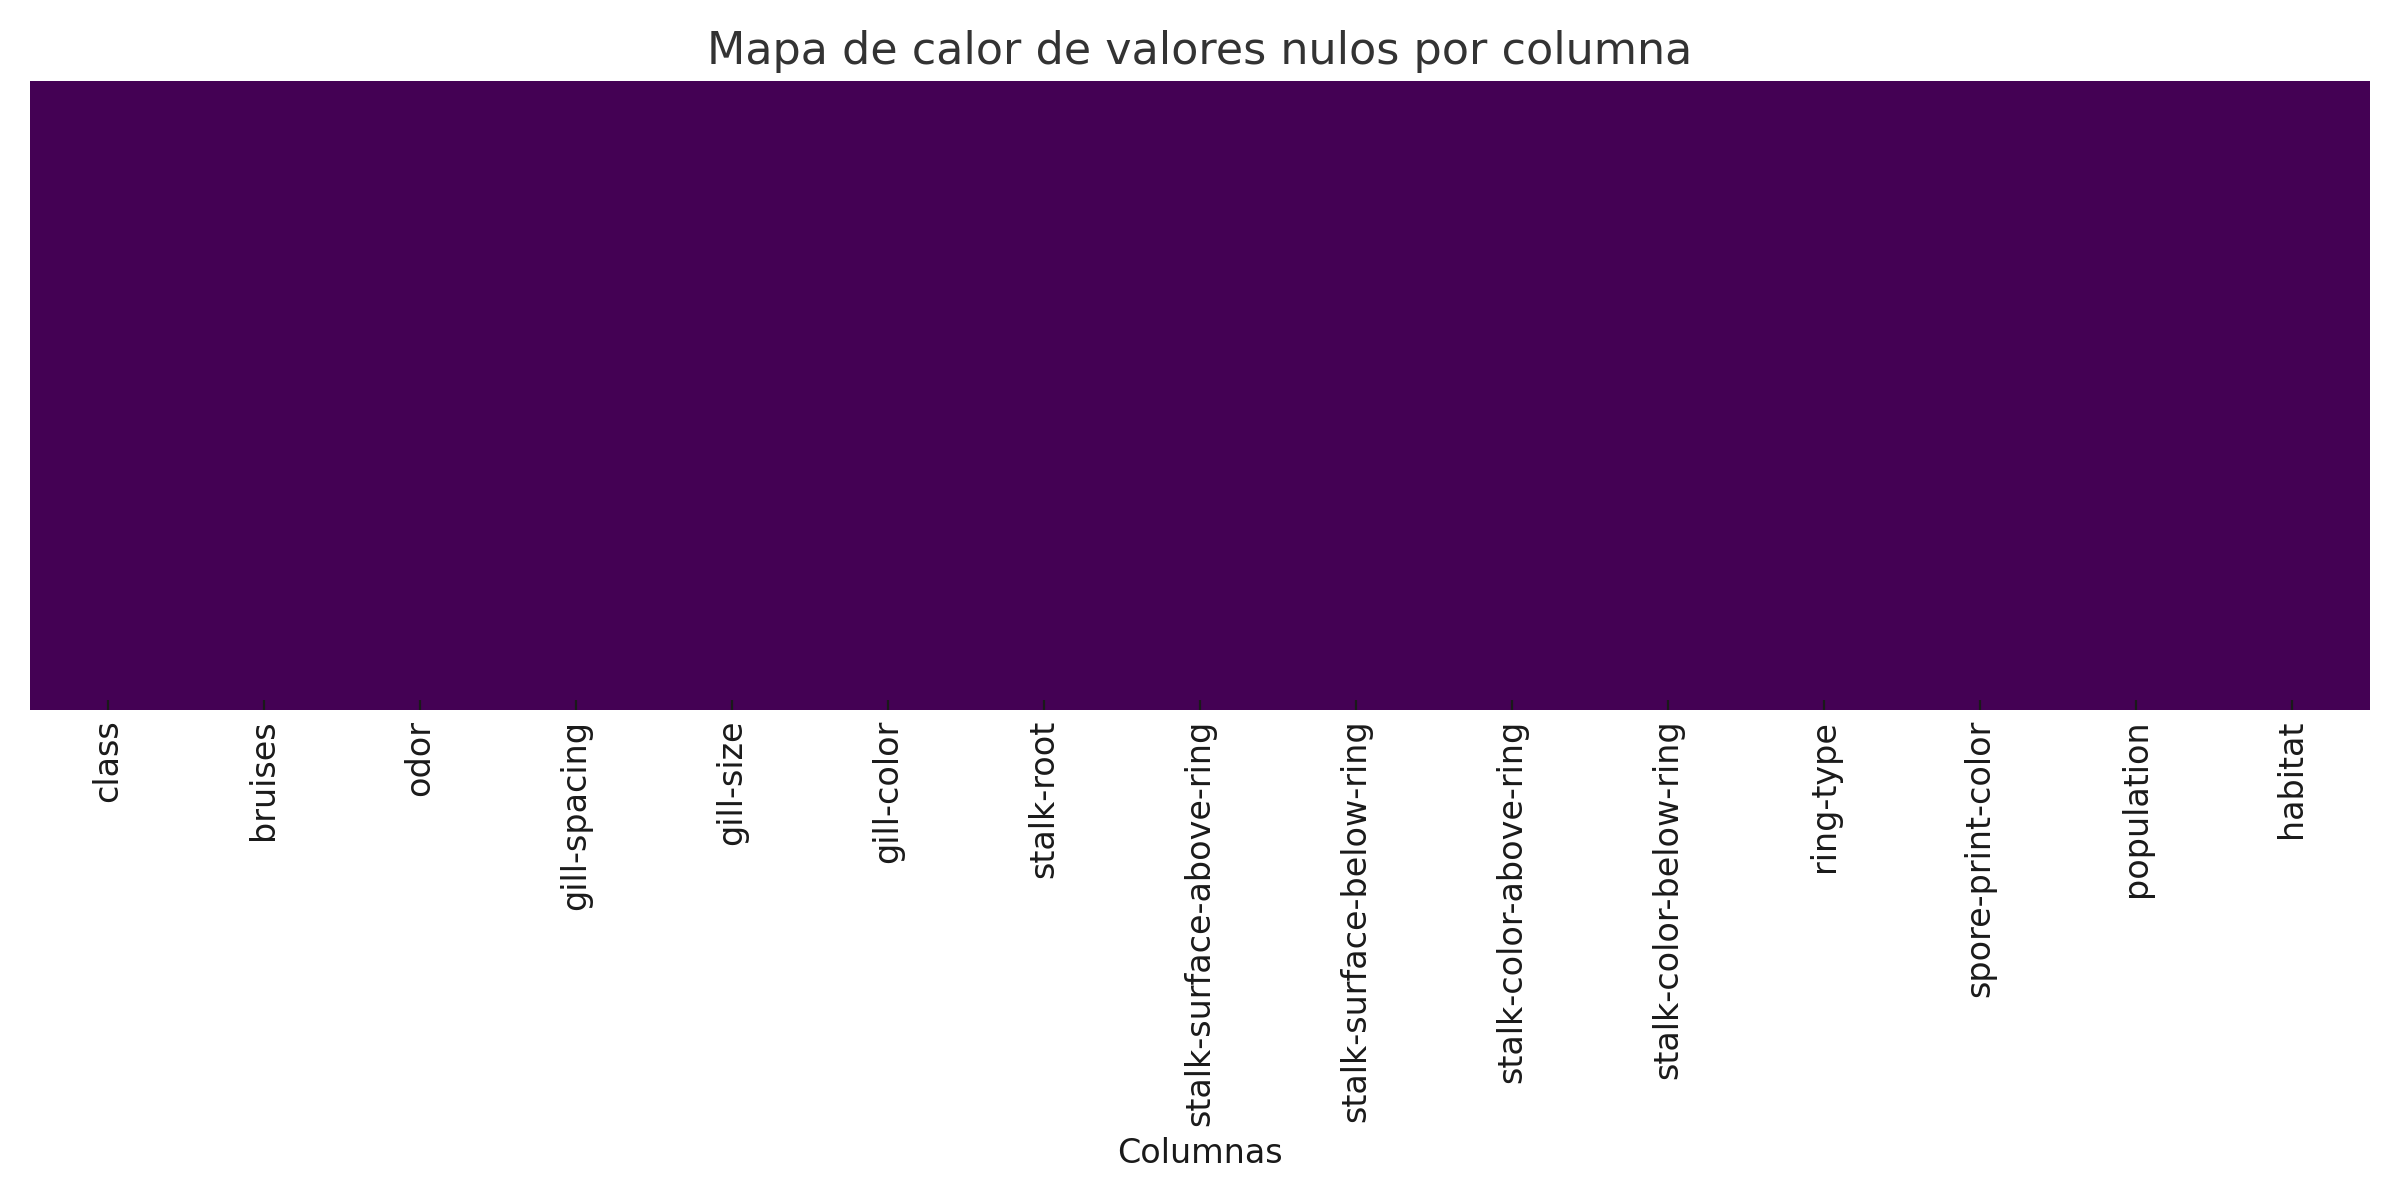 Mapa de calor de valores nulos por columna
class
bruises
odor
gill-spacing
gill-size
gill-color
stalk-root
stalk-surface-above-ring
stalk-surface-below-ring
stalk-color-above-ring
stalk-color-below-ring
ring-type
spore-print-color
population
habitat
Columnas